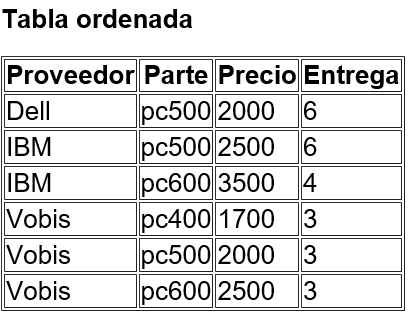 Tabla ordenada
Proveedor Parte Precio Entrega
Dell pc500 2000 6
IBM pc500 2500 6
IBM pc600 3500 4
Vobis pc400 1700 3
Vobis pc500 2000 3
Vobis pc600 2500 3